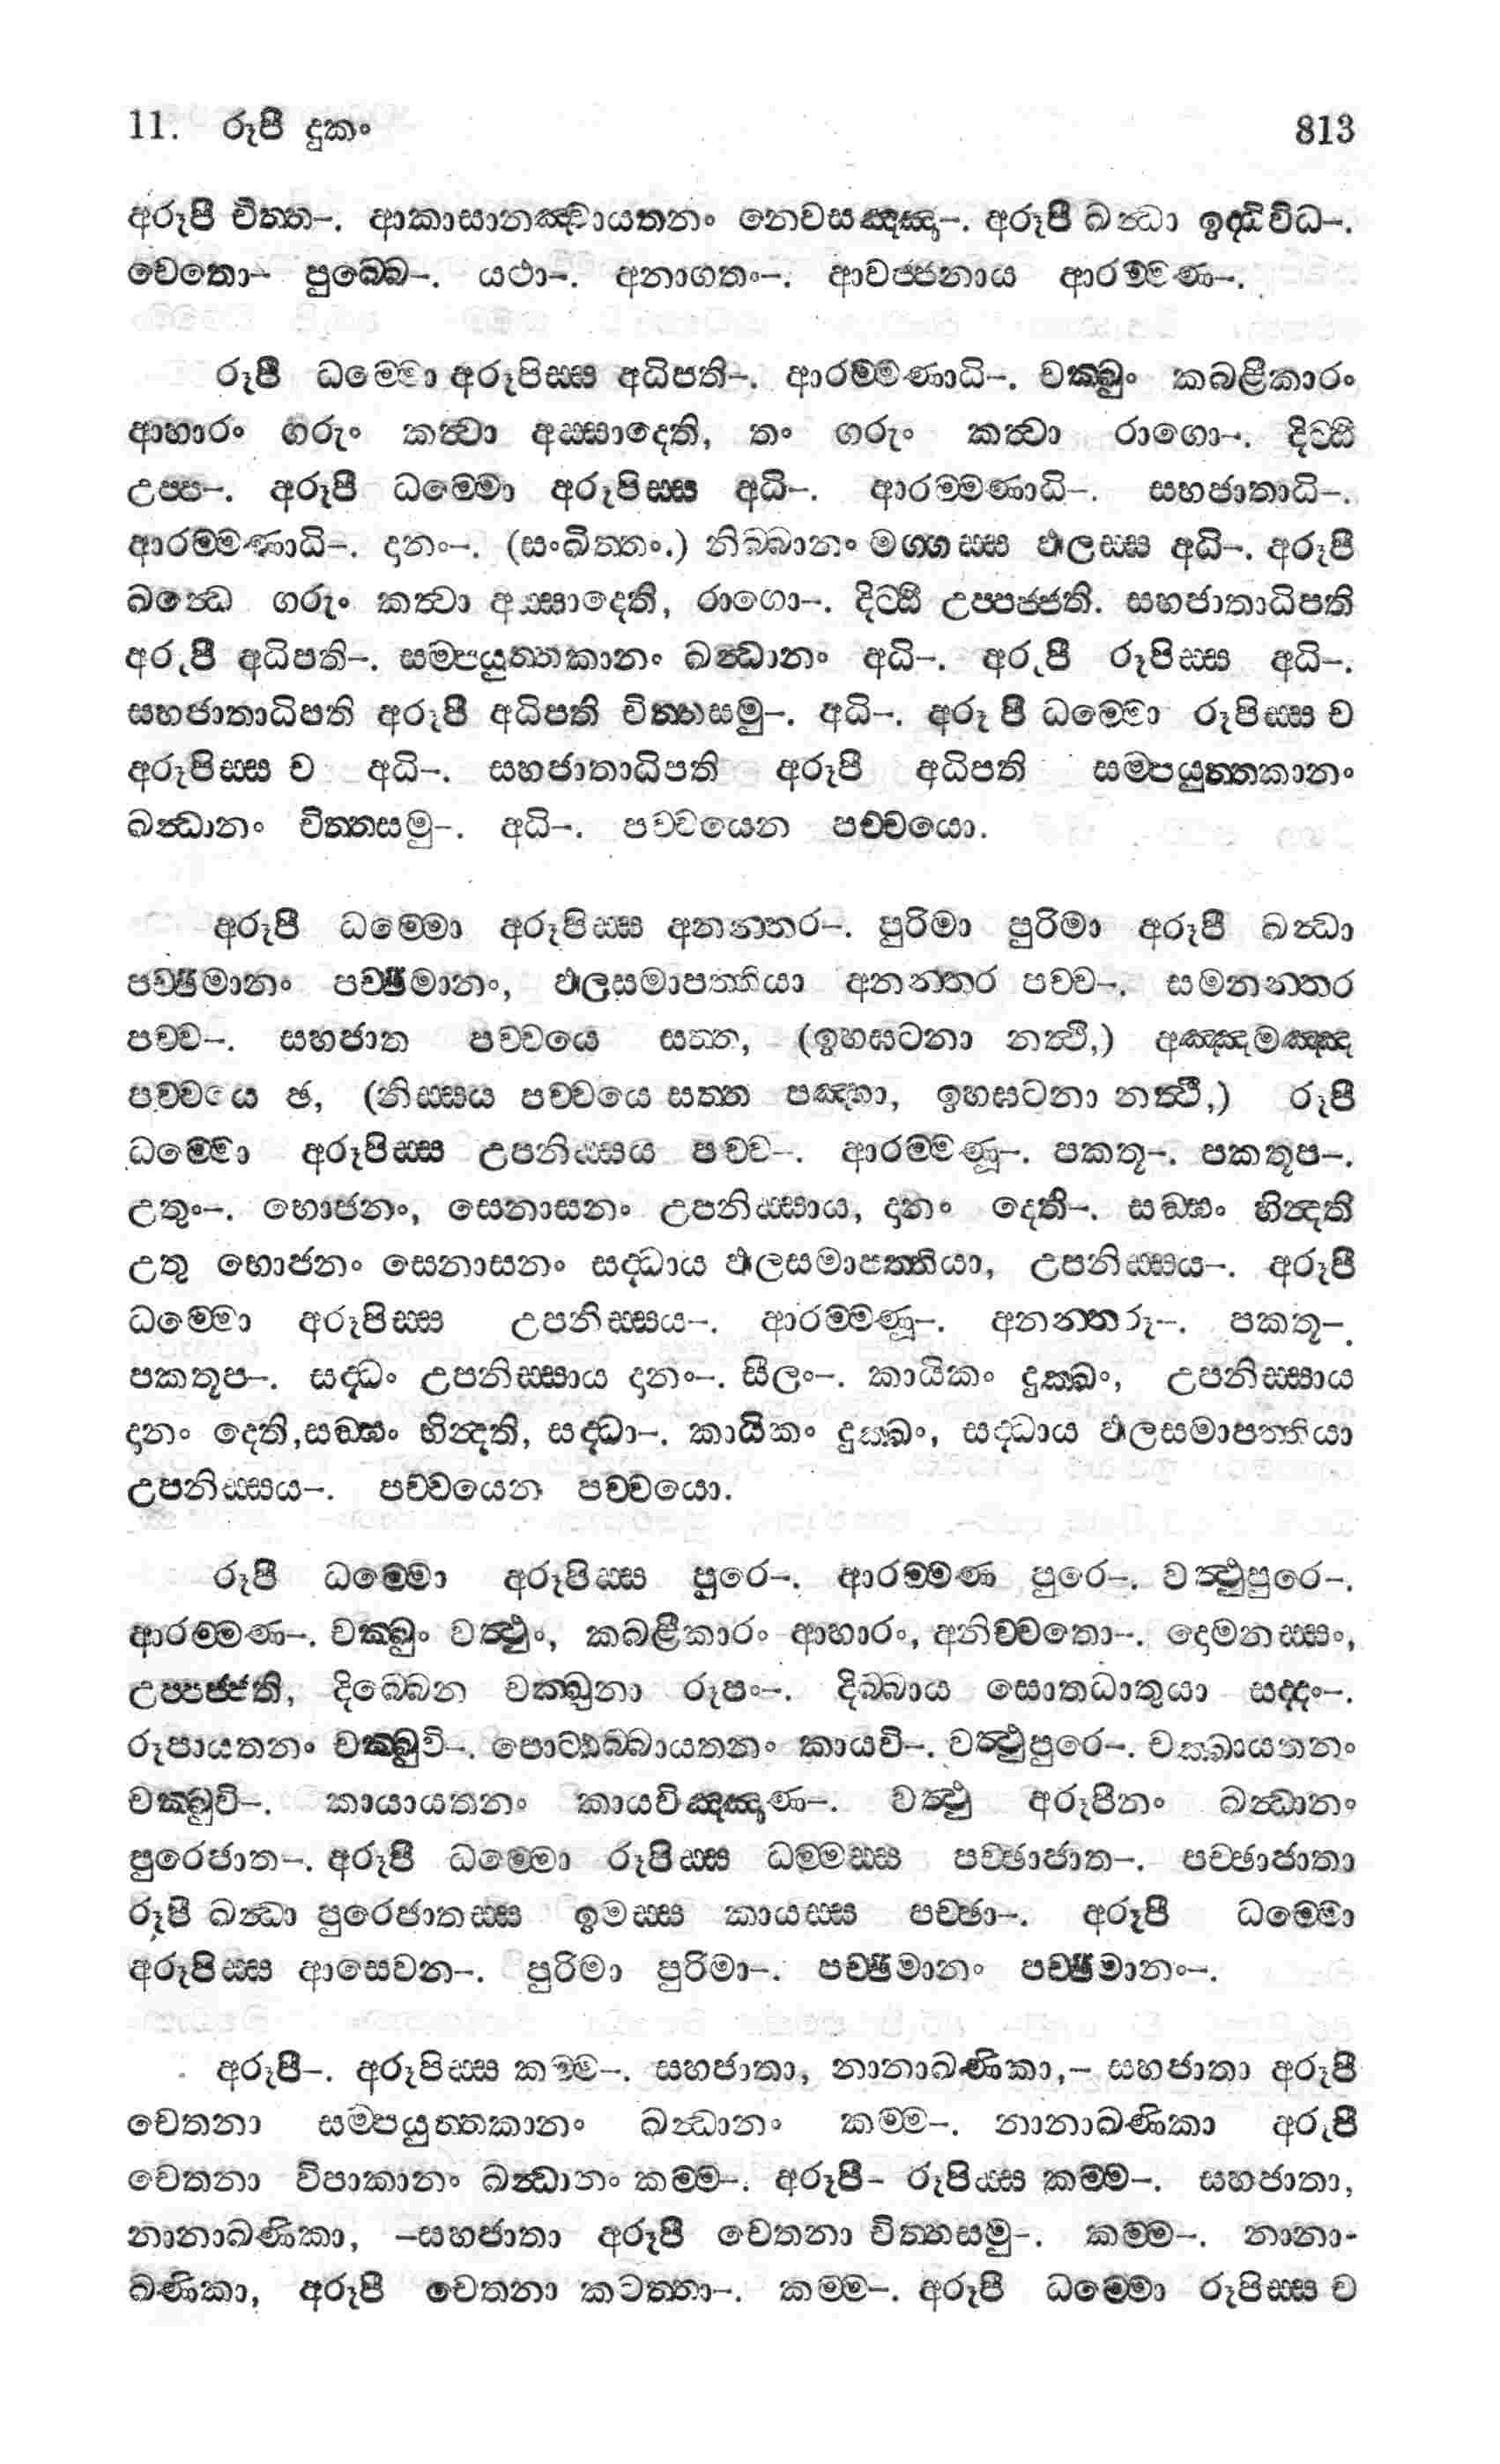 11. රූපී දුකං 813
අරූපී චිත්ත–. ආකාසානඤ්චායතනං නෙවසඤ්ඤා–. අරූපී ඛන්ධා ඉද්ධිවිධ–.
චෙතො– පුබ්බෙ–. යථා–. අනාගතං–. ආවජ්ජනාය ආරම්මණ–.
රූපී ධම්මො අරූපිස්ස අධිපති–. ආරම්මණාධි–. චක්ඛුං කබළීකාරං
ආහාරං ගරුං කත්වා අස්සාදෙති, තං ගරුං කත්වා රාගො–. දිට්ඨි
උප්ප–. අරූපී ධම්මො අරූපිස්ස අධි–. ආරම්මණාධි–. සහජාතාධි–.
ආරම්මණාධි–. දානං–. (සංඛිත්තං.) නිබ්බානං මග්ගස්ස ඵලස්ස අධි–. අරූපී
ඛන්ධෙ ගරුං කත්වා අස්සාදෙති, රාගො–. දිට්ඨි උප්පජ්ජති. සහජාතාධිපති
අරූපී අධිපති–. සම්පයුත්තකානං ඛන්ධානං අධි–. අරූපී රූපිස්ස අධි–.
සහජාතාධිපති අරූපී අධිපති චිත්තසමු–. අධි–. අරූපී ධම්මො රූපිස්ස ච
අරූපිස්ස ච අධි–. සහජාතාධිපති අරූපී අධිපති සම්පයුත්තකානං
ඛන්ධානං චිත්තසමු–. අධි–. පච්චයෙන පච්චයො.
අරූපී ධම්මො අරූපිස්ස අනන්තර–. පුරිමා පුරිමා අරූපී ඛන්ධා
පච්ඡිමානං පච්ඡිමානං, ඵලසමාපත්තියා අනන්තර පච්ච–. සමනන්තර
පච්ච–. සහජාත පච්චයෙ සත්ත, (ඉහඝටනා නත්ථි,) අඤ්ඤමඤ්ඤ
පච්චයෙ ඡ, (නිස්සය පච්චයෙ සත්ත පඤ්හා, ඉහඝටනා නත්ථි,) රූපී
ධම්මො අරූපිස්ස උපනිස්සය පච්ච–. ආරම්මණූ–. පකතූ–. පකතූප–.
උතුං–. භොජනං, සෙනාසනං උපනිස්සාය, දානං දෙති–. සඞ්ඝං භින්දති
උතු භොජනං සෙනාසනං සද්ධාය ඵලසමාපත්තියා, උපනිස්සය–. අරූපී
ධම්මො අරූපිස්ස උපනිස්සය–. ආරම්මණූ–. අනන්තරූ–. පකතූ–
පකතූප–. සද්ධං උපනිස්සාය දානං–. සීලං–. කායිකං දුක්ඛං, උපනිස්සාය
දානං දෙති,සඞ්ඝං භින්දති, සද්ධා–. කායිකං දුක්ඛං, සද්ධාය ඵලසමාපත්තියා
උපනිස්සය–. පච්චයෙන පච්චයො.
රූපී ධම්මො අරූපිස්ස පුරෙ–. ආරම්මණ පුරෙ–. වත්ථුපුරෙ–.
ආරම්මණ–. චක්ඛුං වත්ථුං, කබළීකාරං ආහාරං, අනිච්චතො–. දොමනස්සං,
උප්පජ්ජති, දිබ්බෙන චක්ඛුනා රූපං–. දිබ්බාය සොතධාතුයා සද්දං–.
රූපායතනං චක්ඛුවි–. ඵොට්ඨබ්බායතනං කායවි–. වත්ථුපුරෙ–. චක්ඛායතනං
චක්ඛුවි–. කායායතනං කායවිඤ්ඤාණ–. වත්ථු අරූපීනං ඛන්ධානං
පුරෙජාත–. අරූපී ධම්මො රූපිස්ස ධම්මස්ස පච්ඡාජාත–. පච්ඡාජාතා
රූපී ඛන්ධා පුරෙජාතස්ස ඉමස්ස කායස්ස පච්ඡා–. අරූපී ධම්මො
අරූපිස්ස ආසෙවන–. පුරිමා පුරිමා–. පච්ඡිමානං පච්ඡිමානං–.
අරූපී–. අරූපිස්ස කම්ම–. සහජාතා, නානාඛණිකා,– සහජාතා අරූපී
චෙතනා සම්පයුත්තකානං ඛන්ධානං කම්ම–. නානාඛණිකා අරූපී
චෙතනා විපාකානං ඛන්ධානං කම්ම–. අරූපී– රූපිස්ස කම්ම–. සහජාතා,
නානාඛණිකා, –සහජාතා අරූපී චෙතනා චිත්තසමු–. කම්ම–. නානා-
ඛණිකා, අරූපී චෙතනා කටත්තා–. කම්ම–. අරූපී ධම්මො රූපිස්ස ච